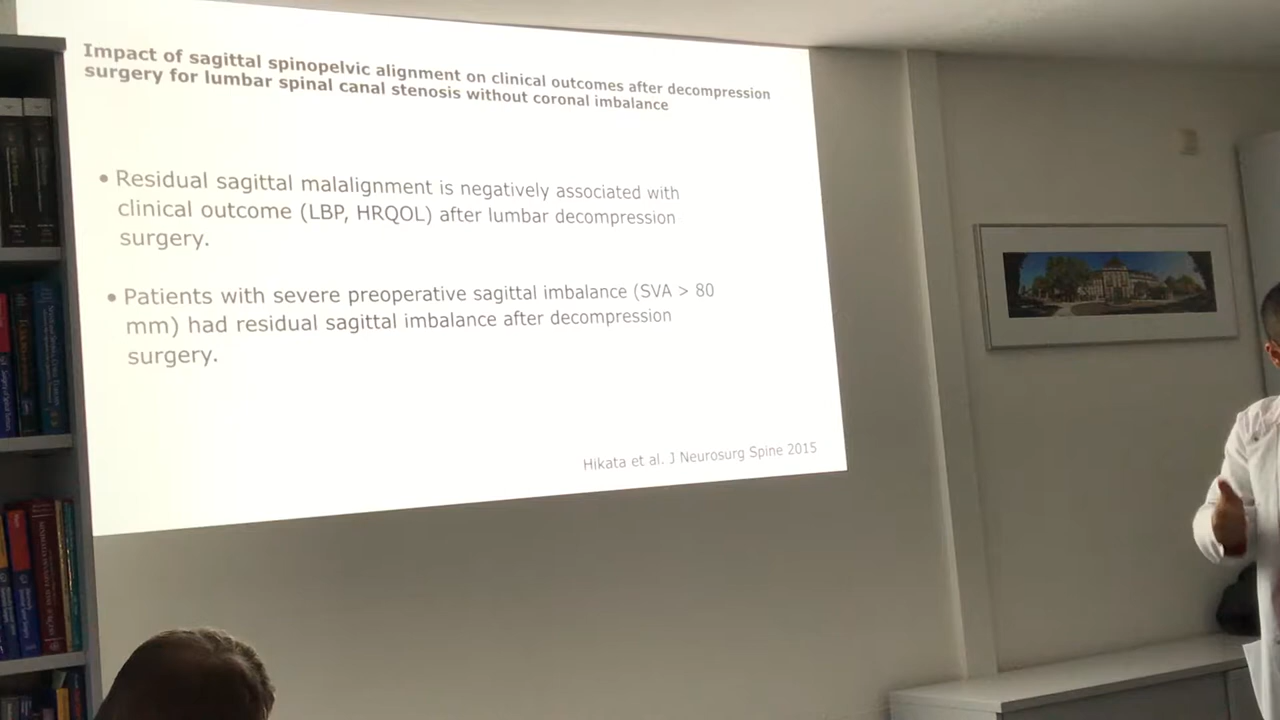 Impact of sagittal spinopelvic alignment on clinical outcomes after decompression
surgery for lumbar spinal canal stenosis without coronal imbalance
• Residual sagittal malalignment is negatively associated with
clinical outcome (LBP, HRQOL) after lumbar decompression
surgery.
• Patients with severe preoperative sagittal imbalance (SVA > 80
mm) had residual sagittal imbalance after decompression
surgery.
Hikata et al. J Neurosurg Spine 2015